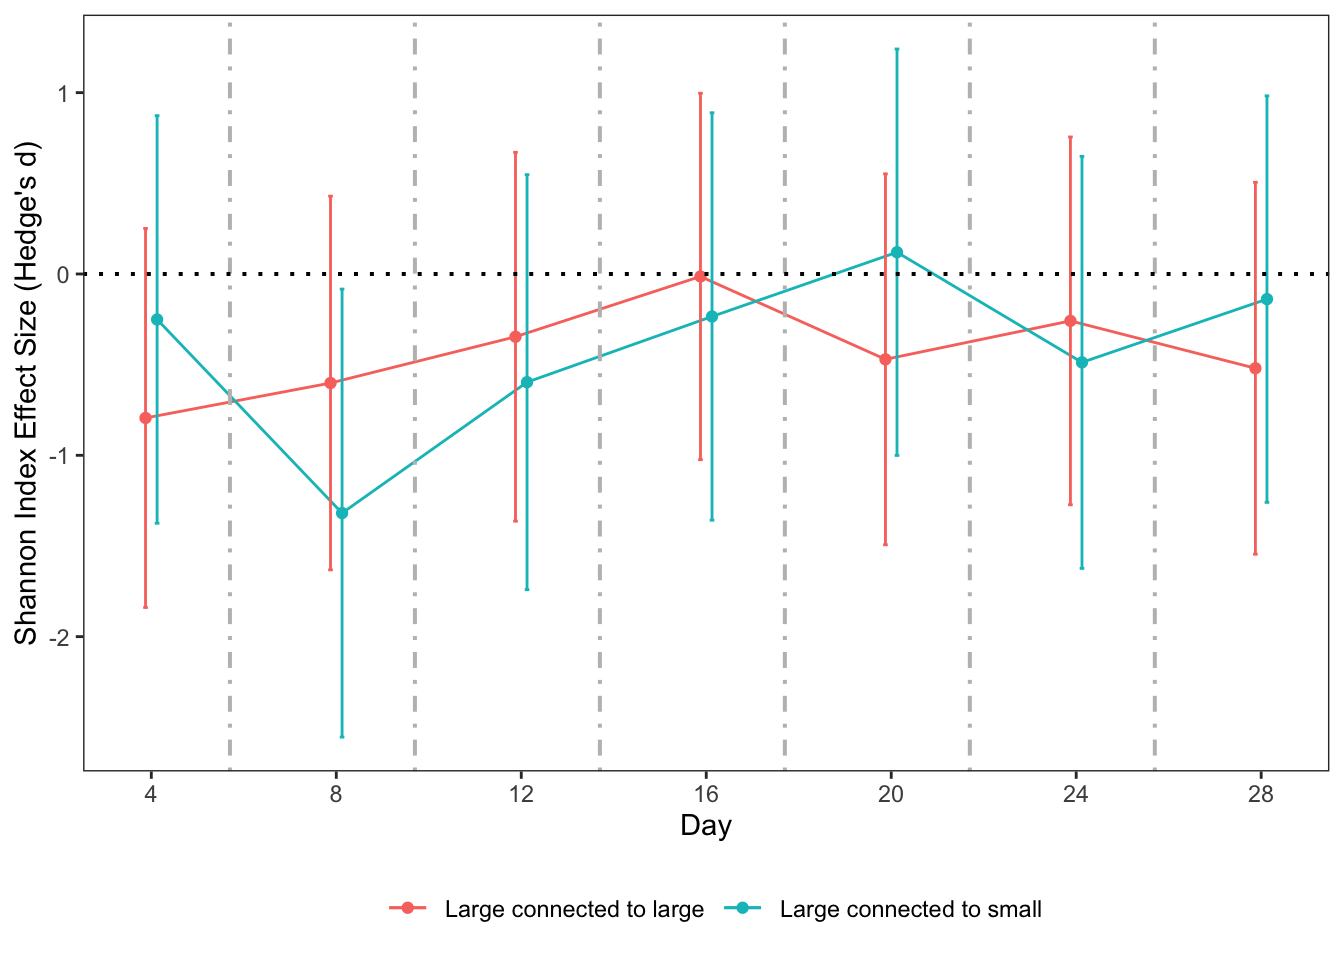 Shannon Index Effect Size (Hedge's d)
1
0
-1
-2
4 8 12 16 20 24 28
Day
Large connected to large Large connected to small